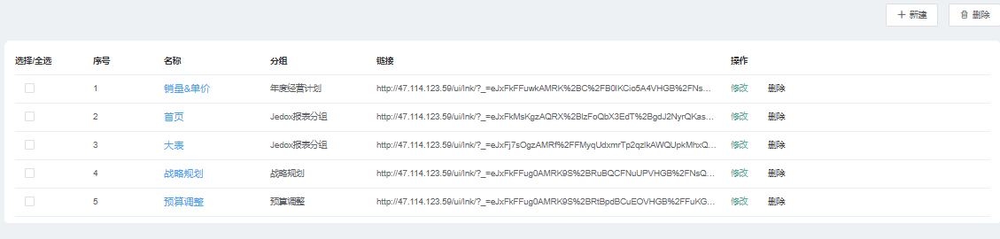 新建 删除
选择/全选 序号 名称 分组 链接 操作
1 销量&单价 年度经营计划 http://47.114.123.59/ui/lnk/?_=eJxFkFFuwkAMRK%2BC%2FB0lKCio5A4VHGB%2FNs... 修改 删除
2 首页 Jedox报表分组 http://47.114.123.59/ui/lnk/?_=eJxFkMsKgzAQRX%2BlzFoQbX3EdT%2BgdJ2NyrQKas... 修改 删除
3 大表 Jedox报表分组 http://47.114.123.59/ui/lnk/?_=eJxFj7sOgzAMRf%2FFMyqUdxmrTp2qzlkAWQUpkMhxQ... 修改 删除
4 战略规划 战略规划 http://47.114.123.59/ui/lnk/?_=eJxFkFFug0AMRK9S%2BRuBQCFNuUPVHGB%2FNsQ... 修改 删除
5 预算调整 预算调整 http://47.114.123.59/ui/lnk/?_=eJxFkFFug0AMRK9S%2BRtBpdBCuEOVHGB%2FFuKG... 修改 删除